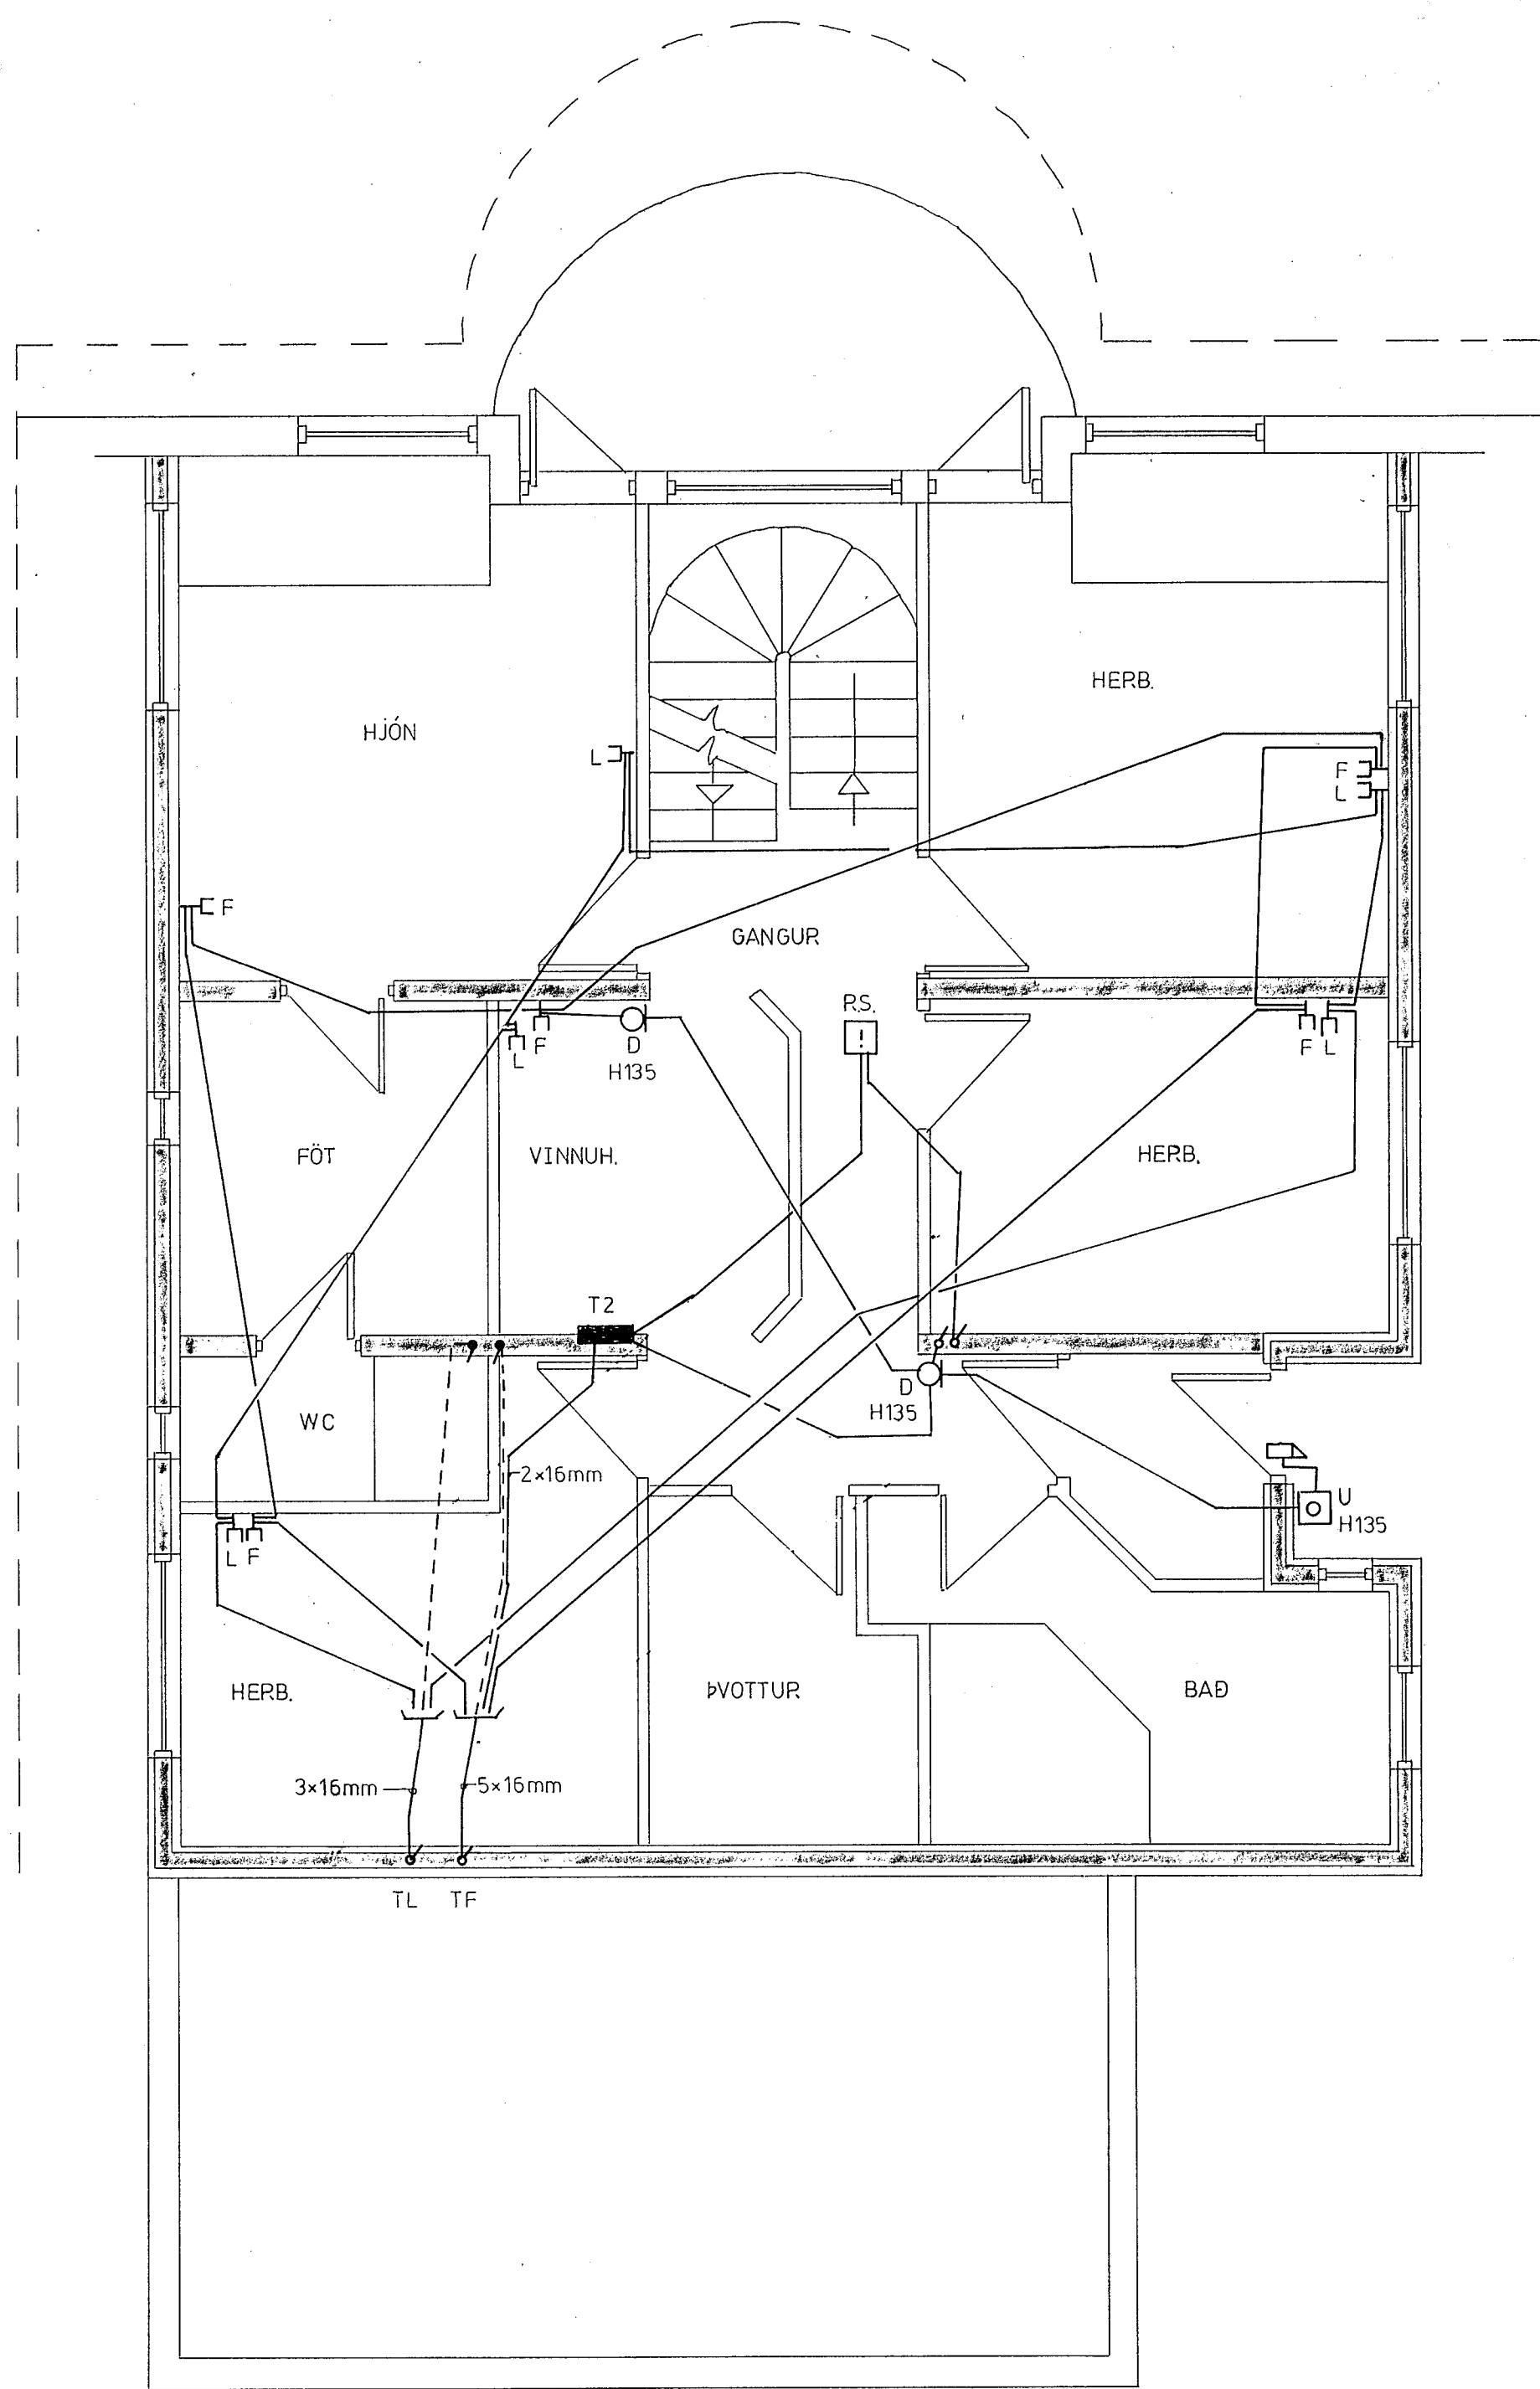 HERB.
HJÓN
L
F
L
F
GANGUR
R.S.
L
F
D
H135
F
L
FÖT
VINNUH.
HERB.
T2
D
H135
WC
2×16mm
U
H135
L
F
HERB.
ÞVOTTUR
BAÐ
3×16mm
5×16mm
TL
TF